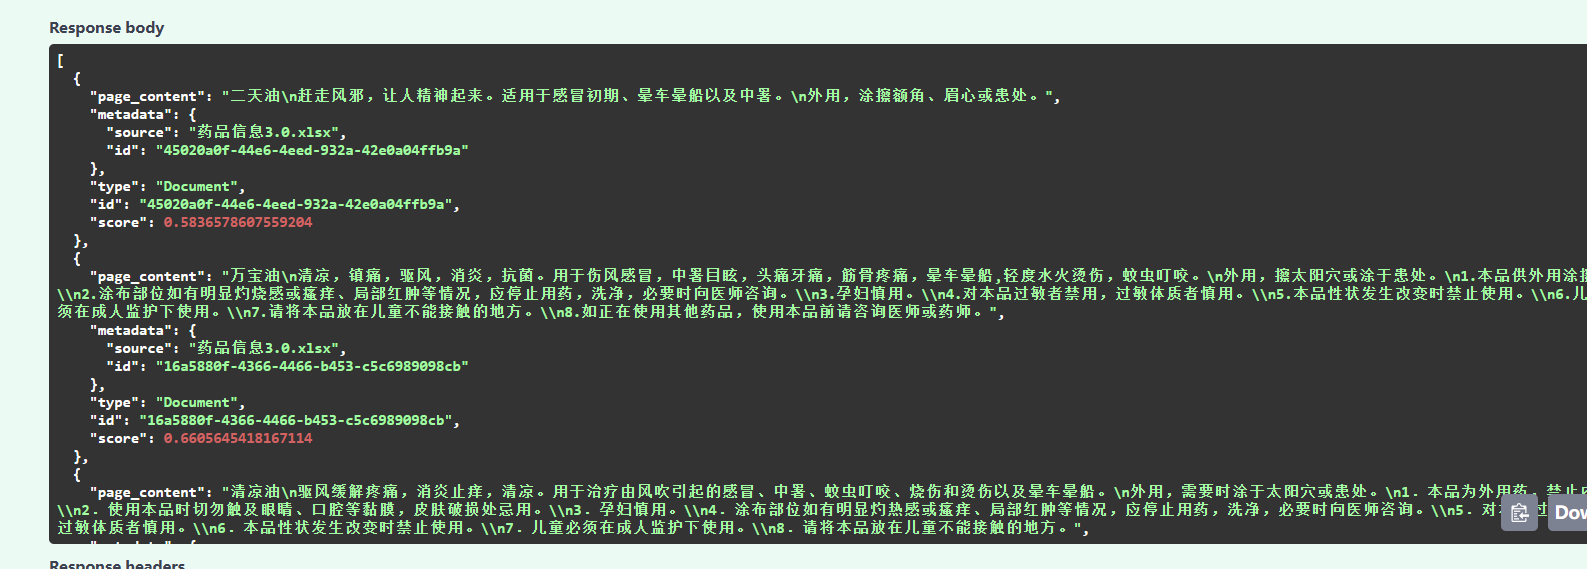 Response body
[
{
"page_content": "二天油\n赶走风邪，让人精神起来。适用于感冒初期、晕车晕船以及中署。\n外用，涂擦额角、眉心或患处。",
"metadata": {
"source": "药品信息3.0.xlsx",
"id": "45020a0f-44e6-4eed-932a-42e0a04ffb9a"
},
"type": "Document",
"id": "45020a0f-44e6-4eed-932a-42e0a04ffb9a",
"score": 0.5836578607559204
},
{
"page_content": "万宝油\n清凉，镇痛，驱风，消炎，抗菌。用于伤风感冒，中署目眩，头痛牙痛，筋骨疼痛，晕车晕船,轻度水火烫伤，蚊虫叮咬。\n外用，擦太阳穴或涂于患处。\n1.本品供外用涂擦
\\n2.涂布部位如有明显灼烧感或瘙痒、局部红肿等情况，应停止用药，洗净，必要时向医师咨询。\\n3.孕妇慎用。\\n4.对本品过敏者禁用，过敏体质者慎用。\\n5.本品性状发生改变时禁止使用。\\n6.儿
须在成人监护下使用。\\n7.请将本品放在儿童不能接触的地方。\\n8.如正在使用其他药品，使用本品前请咨询医师或药师。",
"metadata": {
"source": "药品信息3.0.xlsx",
"id": "16a5880f-4366-4466-b453-c5c6989098cb"
},
"type": "Document",
"id": "16a5880f-4366-4466-b453-c5c6989098cb",
"score": 0.6605645418167114
},
{
"page_content": "清凉油\n驱风缓解疼痛，消炎止痒，清凉。用于治疗由风吹引起的感冒、中署、蚊虫叮咬、烧伤和烫伤以及晕车晕船。\n外用，需要时涂于太阳穴或患处。\n1. 本品为外用药，禁止内
\\n2. 使用本品时切勿触及眼睛、口腔等黏膜，皮肤破损处忌用。\\n3. 孕妇慎用。\\n4. 涂布部位如有明显灼热感或瘙痒、局部红肿等情况，应停止用药，洗净，必要时向医师咨询。\\n5. 对 过
过敏体质者慎用。\\n6. 本品性状发生改变时禁止使用。\\n7. 儿童必须在成人监护下使用。\\n8. 请将本品放在儿童不能接触的地方。",
Dow
Response headers